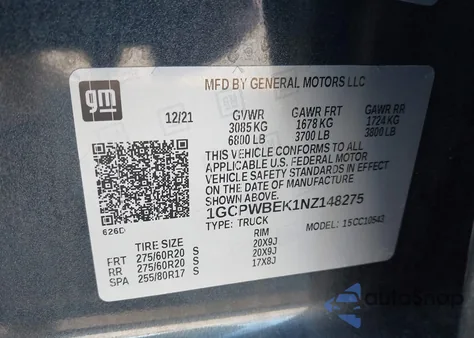 gm
MFD BY GENERAL MOTORS LLC
12/21 GVWR GAWR FRT GAWR RR
3085 KG 1678 KG 1724 KG
6800 LB 3700 LB 3800 LB
THIS VEHICLE CONFORMS TO ALL
APPLICABLE U.S. FEDERAL MOTOR
VEHICLE SAFETY STANDARDS IN EFFECT
ON THE DATE OF MANUFACTURE
SHOWN ABOVE.
1GCPWBEK1NZ148275
626D TYPE: TRUCK MODEL: 15CC10543
TIRE SIZE RIM
FRT 275/60R20 S 20X9J
RR 275/60R20 S 20X9J
SPA 255/80R17 S 17X8J
AutoSnap